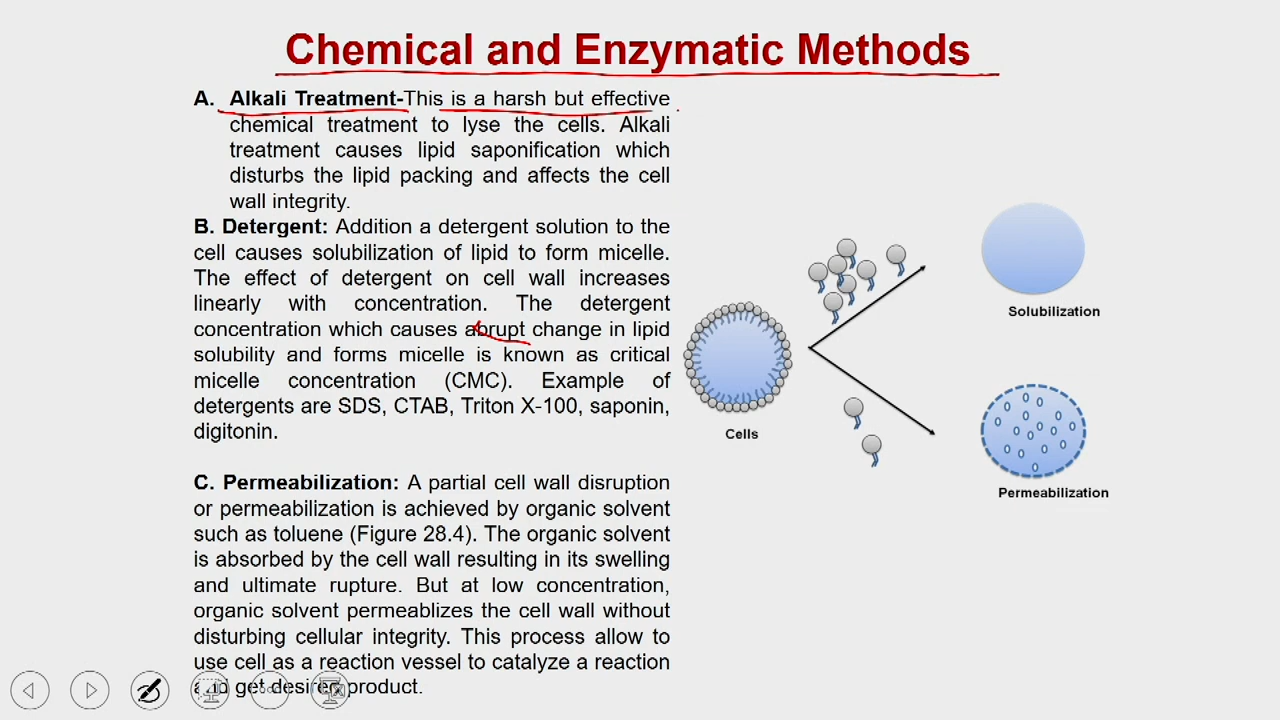 Chemical and Enzymatic Methods
A. Alkali Treatment-This is a harsh but effective
chemical treatment to lyse the cells. Alkali
treatment causes lipid saponification which
disturbs the lipid packing and affects the cell
wall integrity.
B. Detergent: Addition a detergent solution to the
cell causes solubilization of lipid to form micelle.
The effect of detergent on cell wall increases
linearly with concentration. The detergent
concentration which causes abrupt change in lipid
solubility and forms micelle is known as critical
micelle concentration (CMC). Example of
detergents are SDS, CTAB, Triton X-100, saponin,
digitonin.
C. Permeabilization: A partial cell wall disruption
or permeabilization is achieved by organic solvent
such as toluene (Figure 28.4). The organic solvent
is absorbed by the cell wall resulting in its swelling
and ultimate rupture. But at low concentration,
organic solvent permeablizes the cell wall without
disturbing cellular integrity. This process allow to
use cell as a reaction vessel to catalyze a reaction
and get desired product.
Solubilization
Cells
Permeabilization